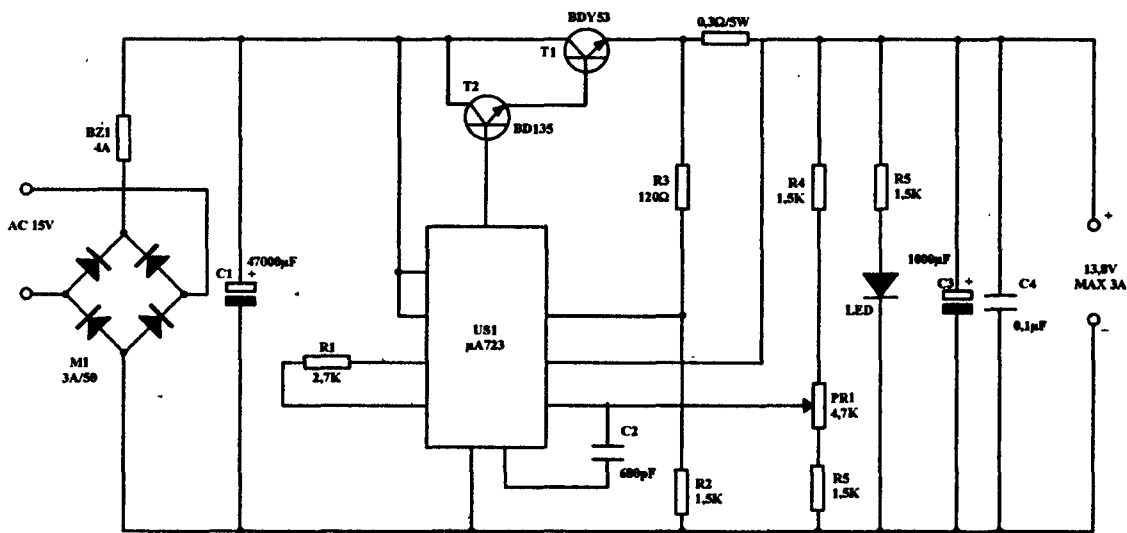 BDY53
0,3Ω/5W
T1
T2
BD135
BZ1
4A
R3
120Ω
R4
1,5K
R5
1,5K
AC 15V
C1
47000µF
+
1000µF
C3
+
C4
0,1µF
+
13,8V
MAX 3A
−
LED
US1
µA723
M1
3A/50
R1
2,7K
PR1
4,7K
C2
680pF
R2
1,5K
R5
1,5K